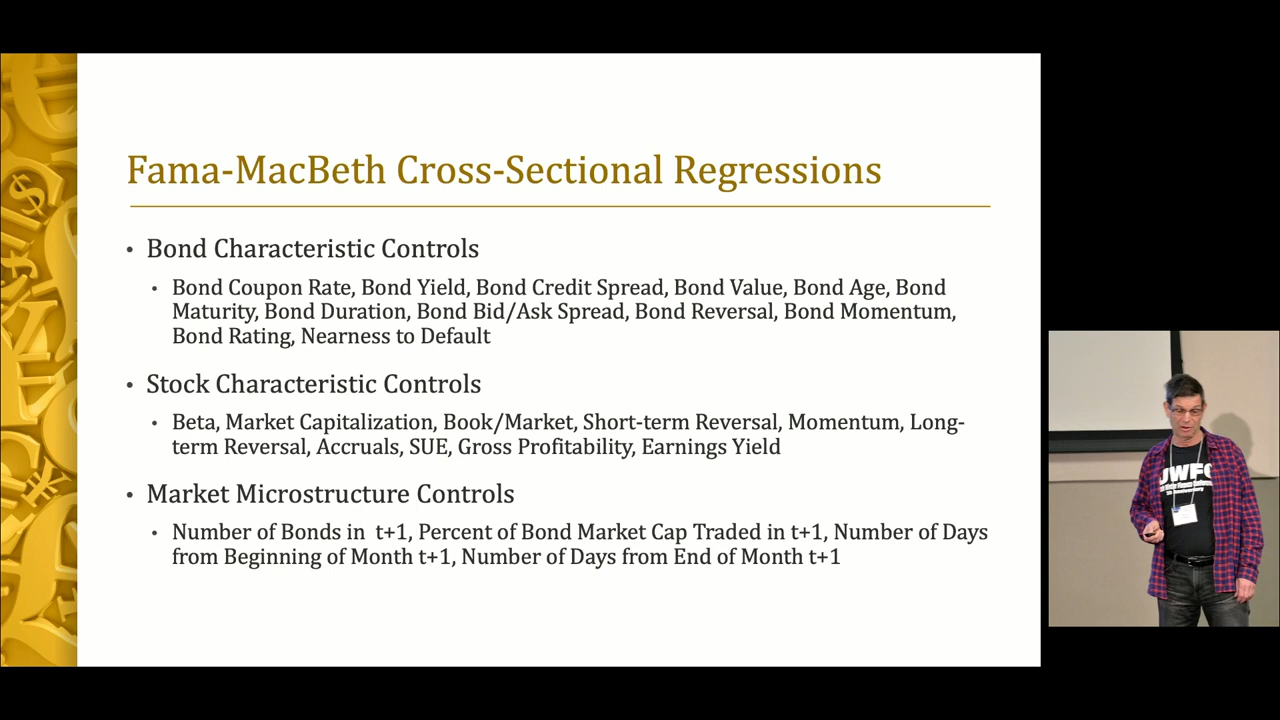 Fama-MacBeth Cross-Sectional Regressions
• Bond Characteristic Controls
• Bond Coupon Rate, Bond Yield, Bond Credit Spread, Bond Value, Bond Age, Bond
Maturity, Bond Duration, Bond Bid/Ask Spread, Bond Reversal, Bond Momentum,
Bond Rating, Nearness to Default
• Stock Characteristic Controls
• Beta, Market Capitalization, Book/Market, Short-term Reversal, Momentum, Long-
term Reversal, Accruals, SUE, Gross Profitability, Earnings Yield
• Market Microstructure Controls
• Number of Bonds in t+1, Percent of Bond Market Cap Traded in t+1, Number of Days
from Beginning of Month t+1, Number of Days from End of Month t+1
UWFC